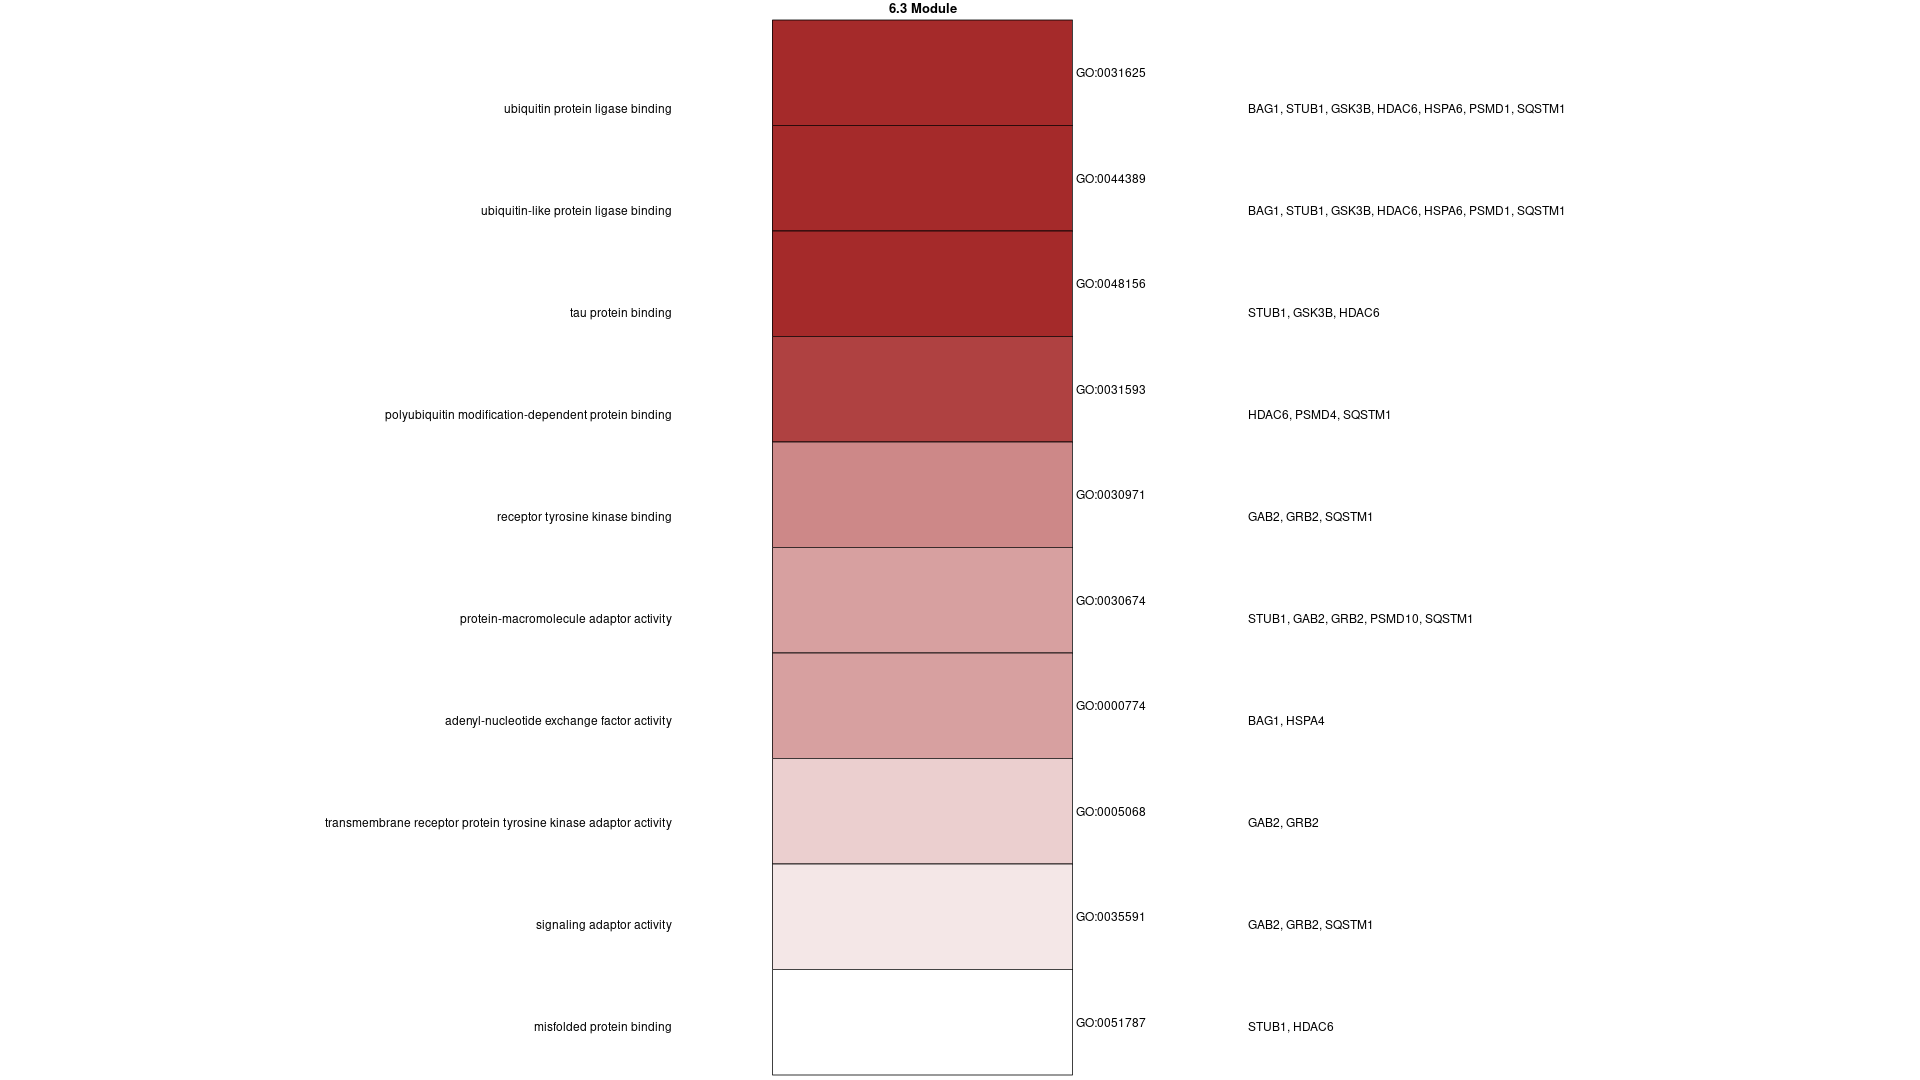 6.3 Module
GO:0031625
ubiquitin protein ligase binding
BAG1, STUB1, GSK3B, HDAC6, HSPA6, PSMD1, SQSTM1
GO:0044389
ubiquitin-like protein ligase binding
BAG1, STUB1, GSK3B, HDAC6, HSPA6, PSMD1, SQSTM1
GO:0048156
tau protein binding
STUB1, GSK3B, HDAC6
GO:0031593
polyubiquitin modification-dependent protein binding
HDAC6, PSMD4, SQSTM1
GO:0030971
receptor tyrosine kinase binding
GAB2, GRB2, SQSTM1
GO:0030674
protein-macromolecule adaptor activity
STUB1, GAB2, GRB2, PSMD10, SQSTM1
GO:0000774
adenyl-nucleotide exchange factor activity
BAG1, HSPA4
GO:0005068
transmembrane receptor protein tyrosine kinase adaptor activity
GAB2, GRB2
GO:0035591
signaling adaptor activity
GAB2, GRB2, SQSTM1
GO:0051787
misfolded protein binding
STUB1, HDAC6